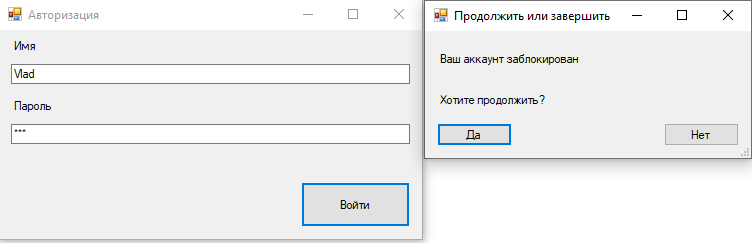 Авторизация
Имя
Vlad
Пароль
***
Войти
Продолжить или завершить
Ваш аккаунт заблокирован
Хотите продолжить?
Да
Нет